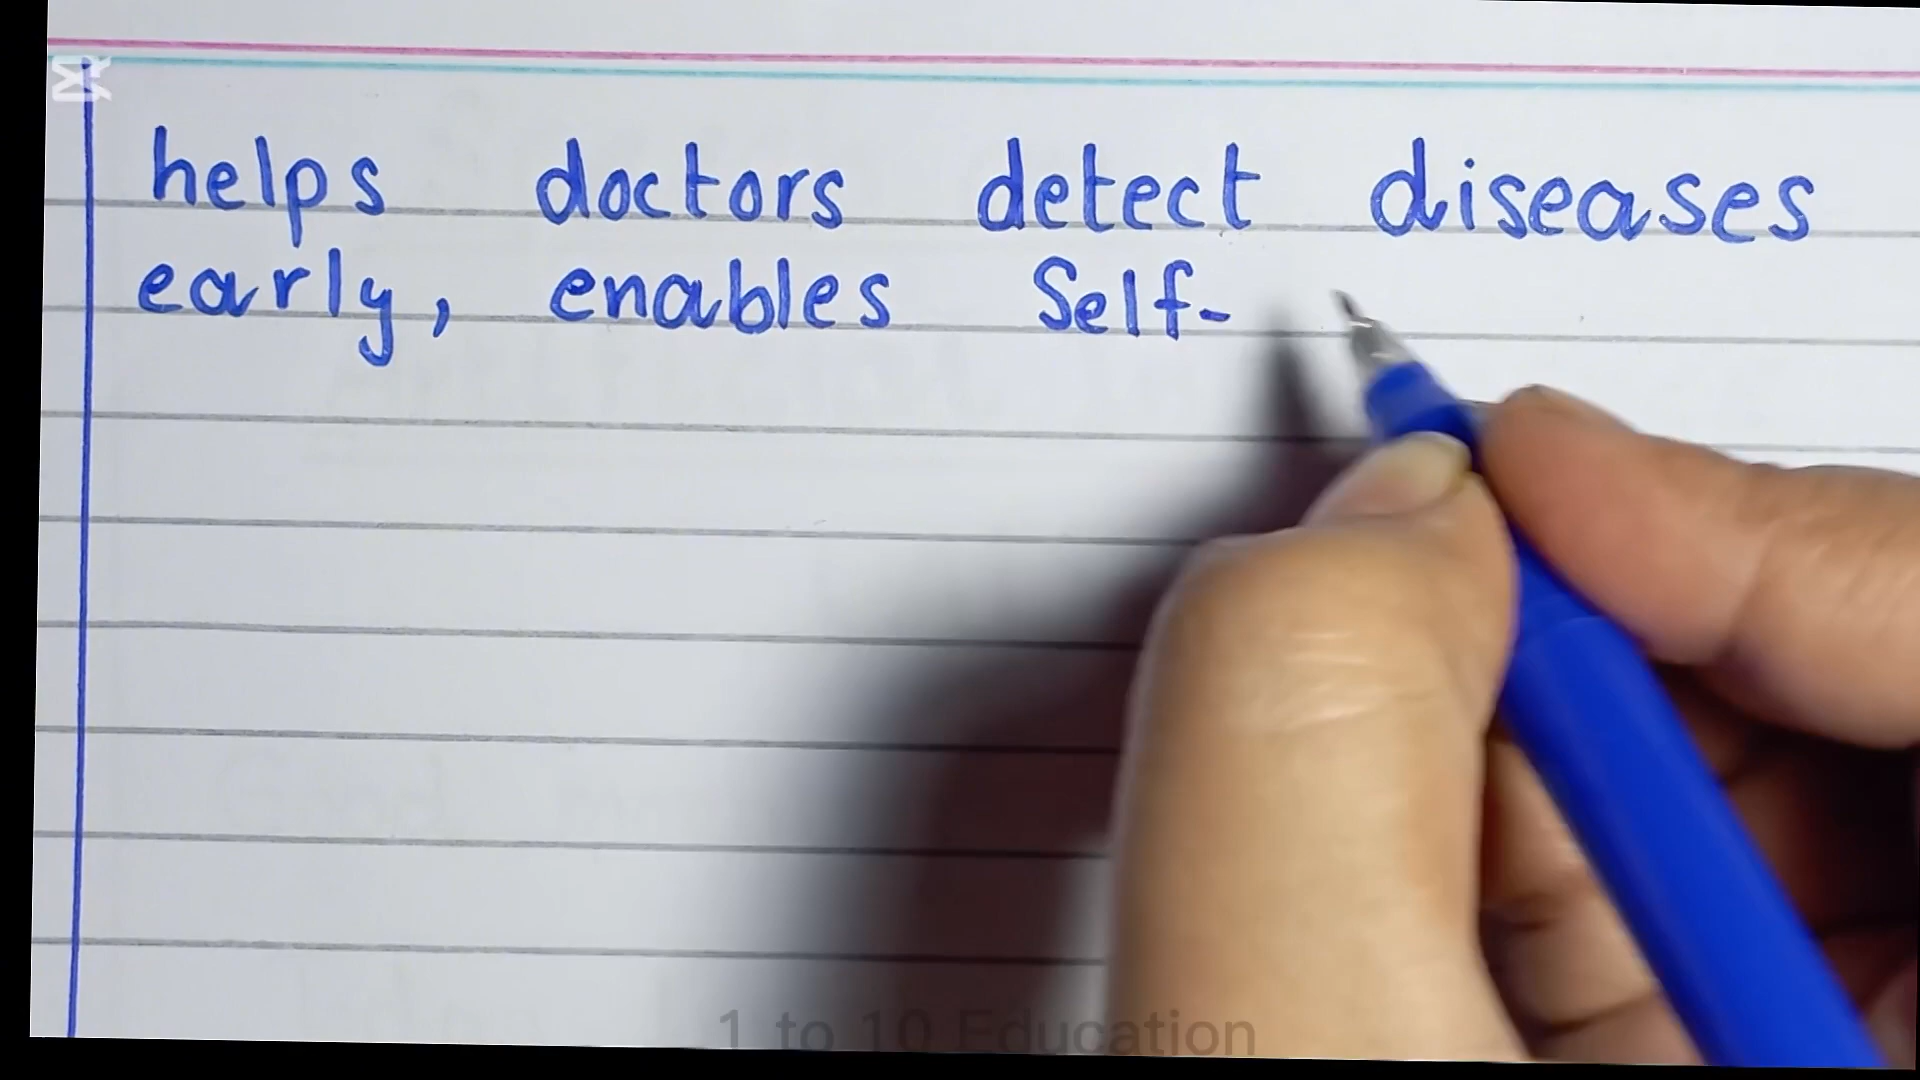 helps doctors detect diseases
early, enables Self-
1 to 10 Education